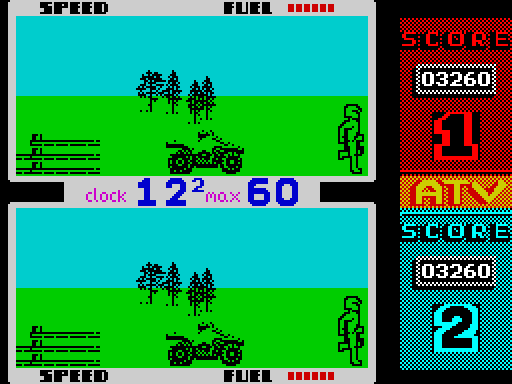 SPEED FUEL
SCORE
03260
1
clock 12² max 60
ATV
SCORE
03260
2
SPEED FUEL